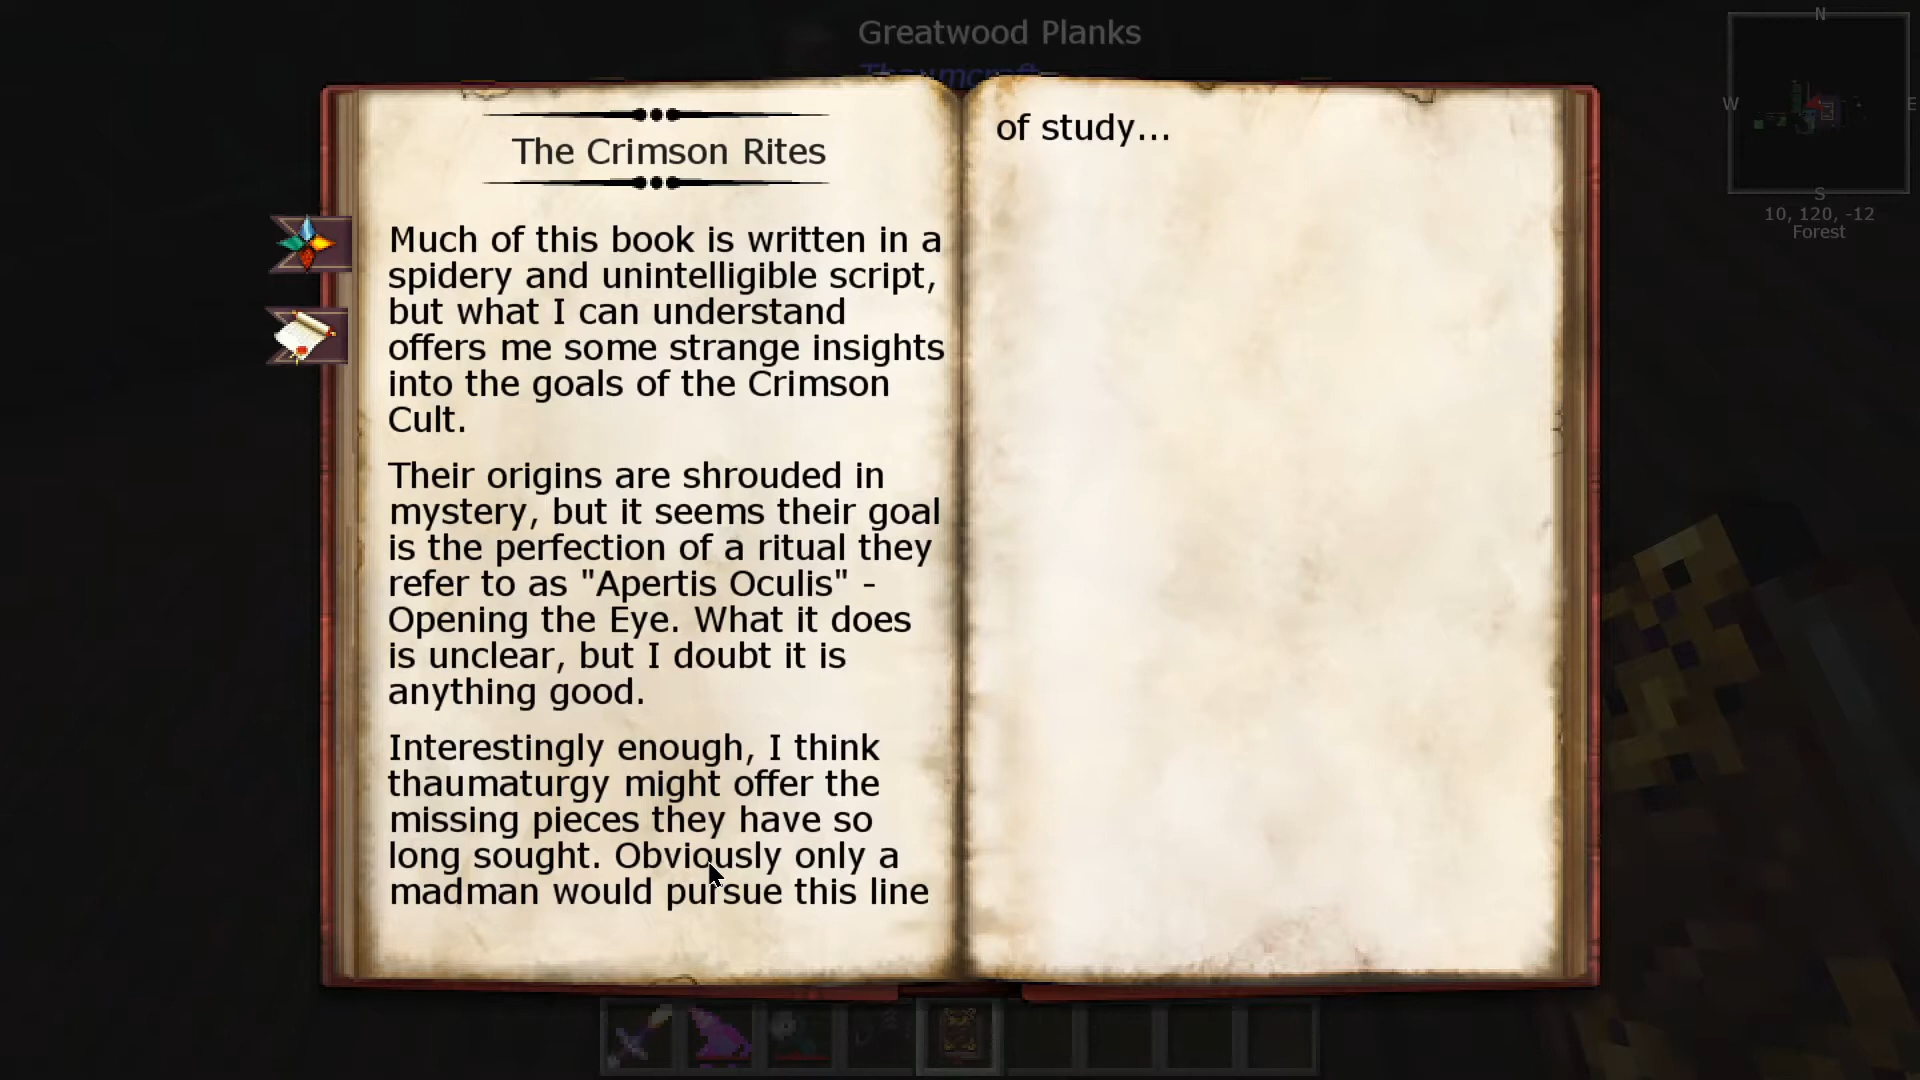 Greatwood Planks
Thaumcraft
The Crimson Rites
Much of this book is written in a
spidery and unintelligible script,
but what I can understand
offers me some strange insights
into the goals of the Crimson
Cult.
Their origins are shrouded in
mystery, but it seems their goal
is the perfection of a ritual they
refer to as "Apertis Oculis" -
Opening the Eye. What it does
is unclear, but I doubt it is
anything good.
Interestingly enough, I think
thaumaturgy might offer the
missing pieces they have so
long sought. Obviously only a
madman would pursue this line
of study...
N
W
E
S
10, 120, -12
Forest